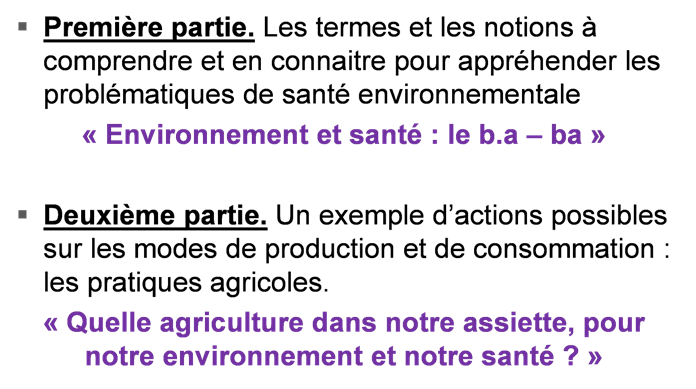 ▪ Première partie. Les termes et les notions à
comprendre et en connaitre pour appréhender les
problématiques de santé environnementale
« Environnement et santé : le b.a – ba »
▪ Deuxième partie. Un exemple d’actions possibles
sur les modes de production et de consommation :
les pratiques agricoles.
« Quelle agriculture dans notre assiette, pour
notre environnement et notre santé ? »